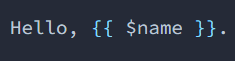 Hello, {{ $name }}.